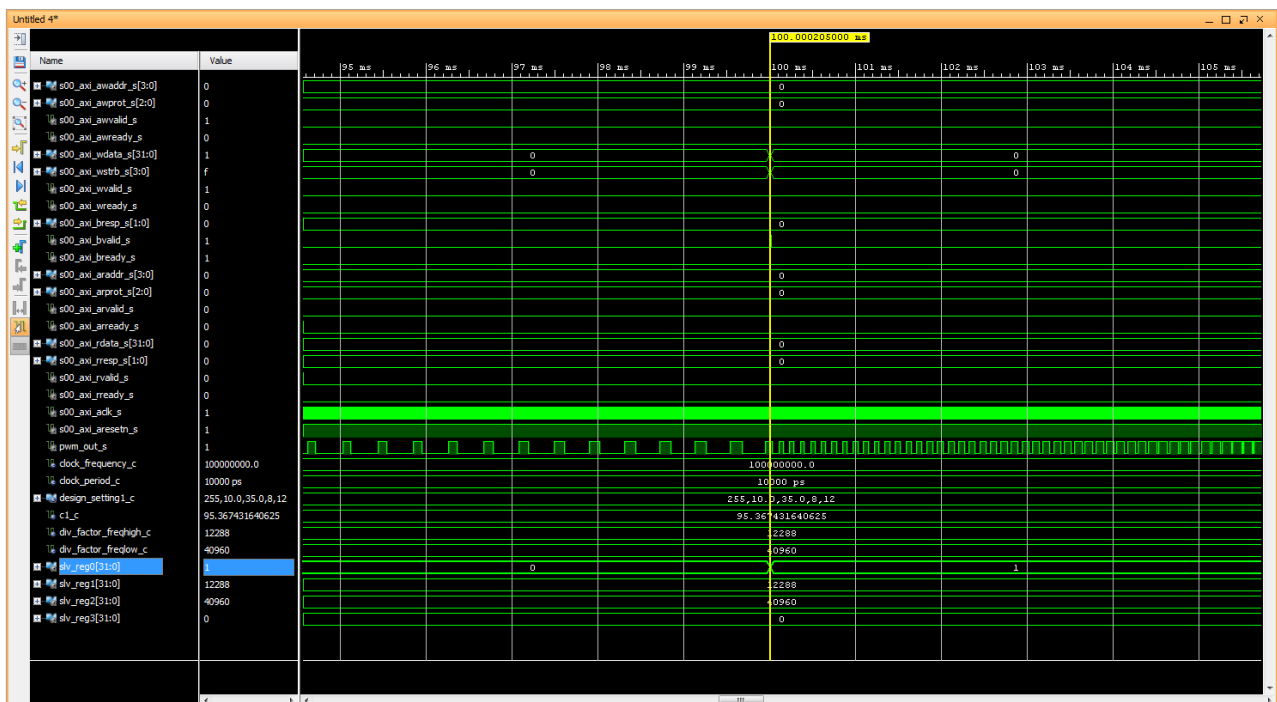 Untitled 4*
100.000205000 ms
Name Value
95 ms 96 ms 97 ms 98 ms 99 ms 100 ms 101 ms 102 ms 103 ms 104 ms 105 ms
s00_axi_awaddr_s[3:0] 0 0
s00_axi_awprot_s[2:0] 0 0
s00_axi_awvalid_s 1
s00_axi_awready_s 0
s00_axi_wdata_s[31:0] 1 0 0
s00_axi_wstrb_s[3:0] f 0 0
s00_axi_wvalid_s 1
s00_axi_wready_s 0
s00_axi_bresp_s[1:0] 0 0
s00_axi_bvalid_s 1
s00_axi_bready_s 1
s00_axi_araddr_s[3:0] 0 0
s00_axi_arprot_s[2:0] 0 0
s00_axi_arvalid_s 0
s00_axi_arready_s 0
s00_axi_rdata_s[31:0] 0 0
s00_axi_rresp_s[1:0] 0 0
s00_axi_rvalid_s 0
s00_axi_rready_s 0
s00_axi_aclk_s 1
s00_axi_aresetn_s 1
pwm_out_s 1
clock_frequency_c 100000000.0 100000000.0
clock_period_c 10000 ps 10000 ps
design_setting1_c 255,10.0,35.0,8,12 255,10.0,35.0,8,12
c1_c 95.367431640625 95.367431640625
div_factor_freqhigh_c 12288 12288
div_factor_freqlow_c 40960 40960
slv_reg0[31:0] 1 0 1
slv_reg1[31:0] 12288 12288
slv_reg2[31:0] 40960 40960
slv_reg3[31:0] 0 0